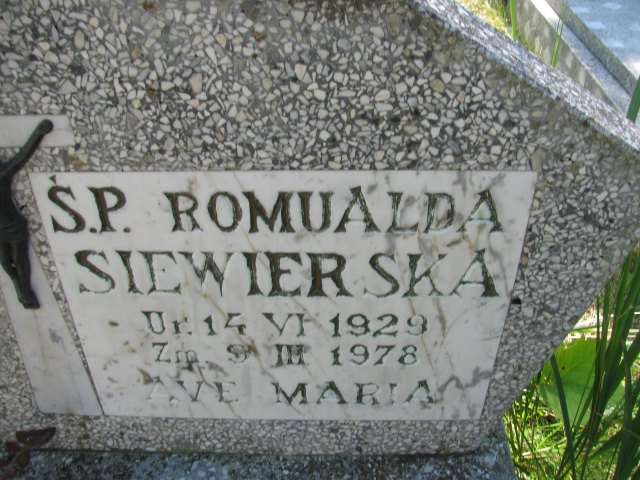 Ś.P. ROMUALDA
SIEWIERSKA
Ur. 14 VI 1929
Zm. 9 III 1978
AVE MARIA